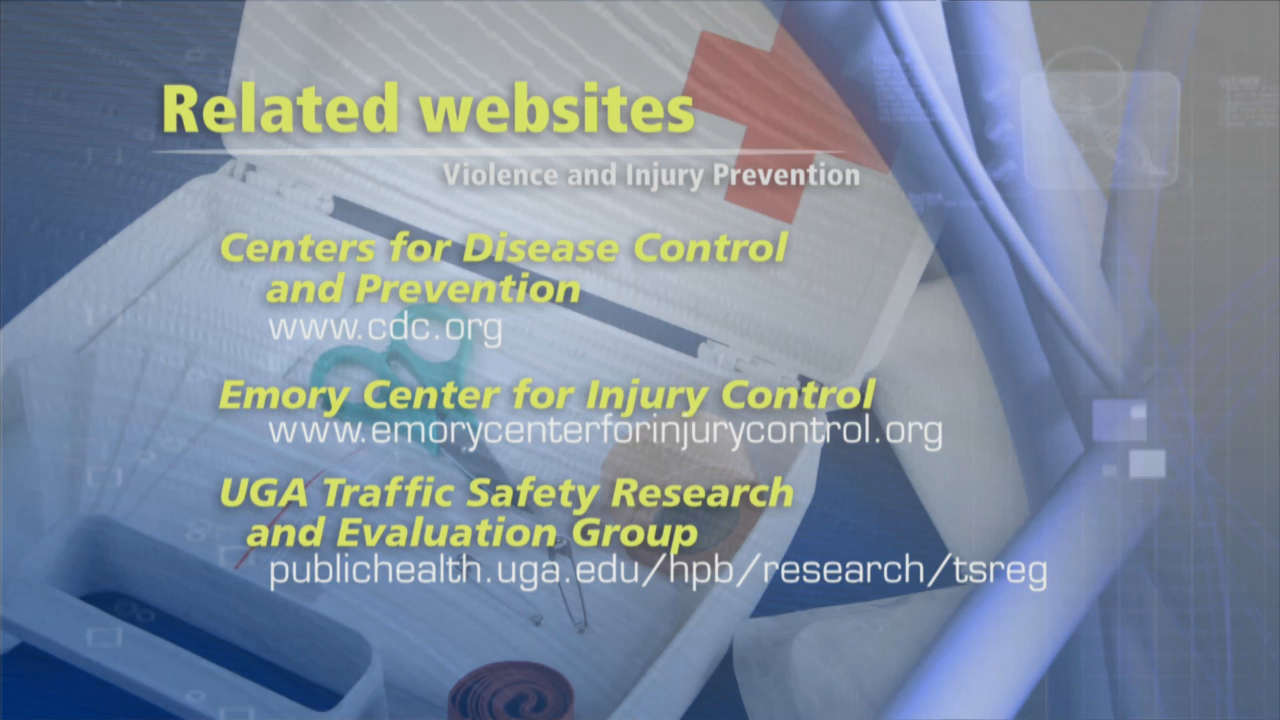 Related websites
Violence and Injury Prevention
Centers for Disease Control
and Prevention
www.cdc.org
Emory Center for Injury Control
www.emorycenterforinjurycontrol.org
UGA Traffic Safety Research
and Evaluation Group
publichealth.uga.edu/hpb/research/tsreg